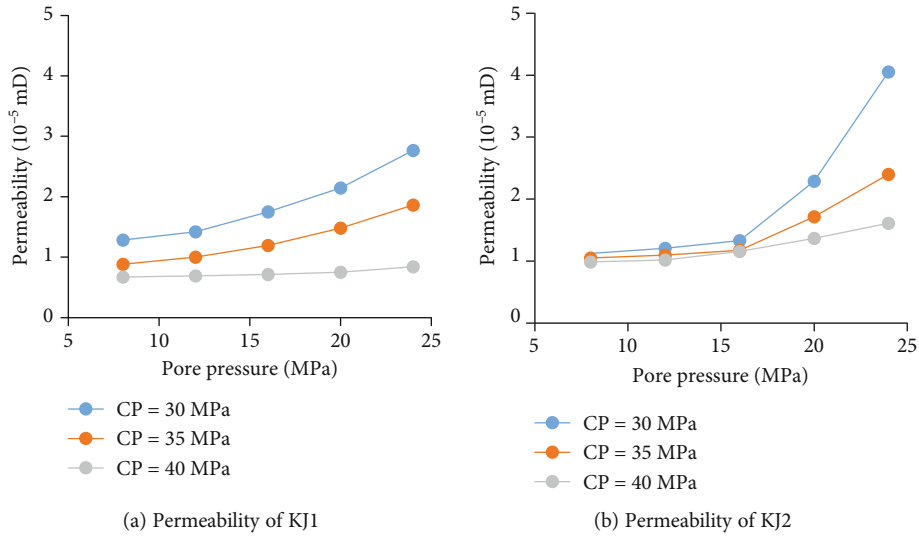 5
4
3
2
1
0
Permeability (10⁻⁵ mD)
5 10 15 20 25
Pore pressure (MPa)
CP = 30 MPa
CP = 35 MPa
CP = 40 MPa
(a) Permeability of KJ1
5
4
3
2
1
0
Permeability (10⁻⁵ mD)
5 10 15 20 25
Pore pressure (MPa)
CP = 30 MPa
CP = 35 MPa
CP = 40 MPa
(b) Permeability of KJ2